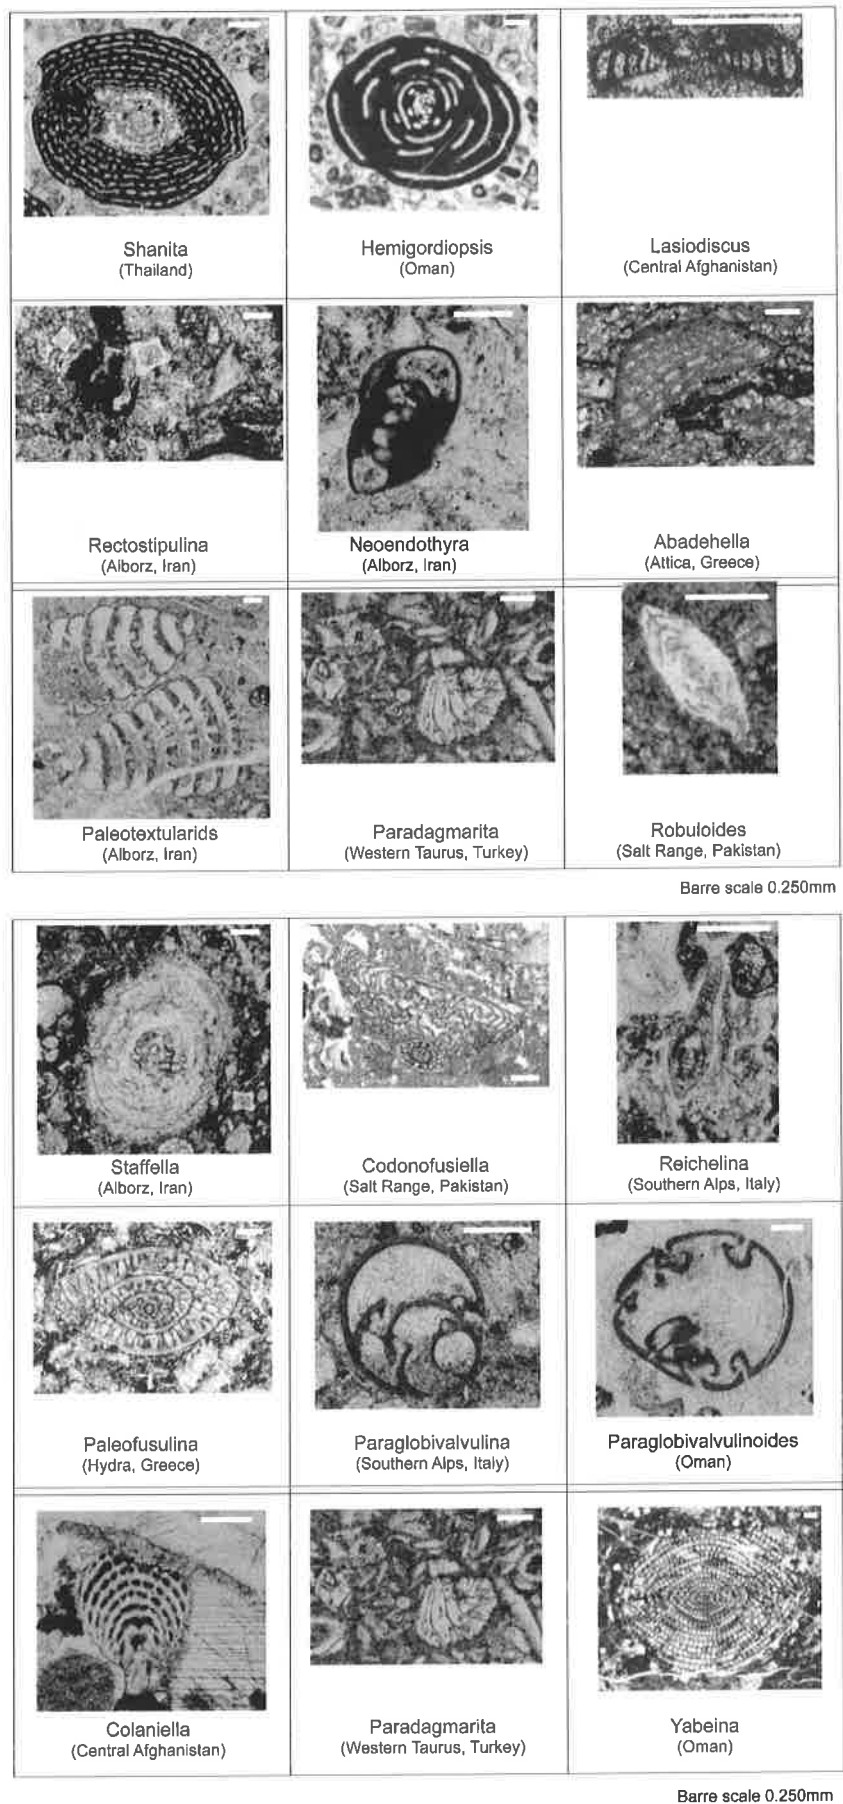 Shanita
(Thailand)
Hemigordiopsis
(Oman)
Lasiodiscus
(Central Afghanistan)
Rectostipulina
(Alborz, Iran)
Neoendothyra
(Alborz, Iran)
Abadehella
(Attica, Greece)
Paleotextularids
(Alborz, Iran)
Paradagmarita
(Western Taurus, Turkey)
Robuloides
(Salt Range, Pakistan)
Barre scale 0.250mm
Staffella
(Alborz, Iran)
Codonofusiella
(Salt Range, Pakistan)
Reichelina
(Southern Alps, Italy)
Paleofusulina
(Hydra, Greece)
Paraglobivalvulina
(Southern Alps, Italy)
Paraglobivalvulinoides
(Oman)
Colaniella
(Central Afghanistan)
Paradagmarita
(Western Taurus, Turkey)
Yabeina
(Oman)
Barre scale 0.250mm